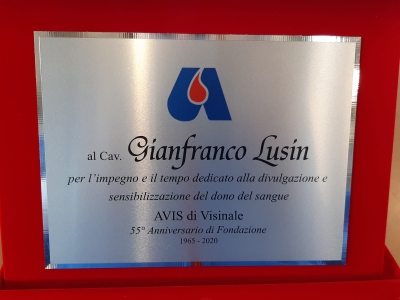 al Cav. Gianfranco Lusin
per l'impegno e il tempo dedicato alla divulgazione e
sensibilizzazione del dono del sangue
AVIS di Visinale
55° Anniversario di Fondazione
1965 - 2020